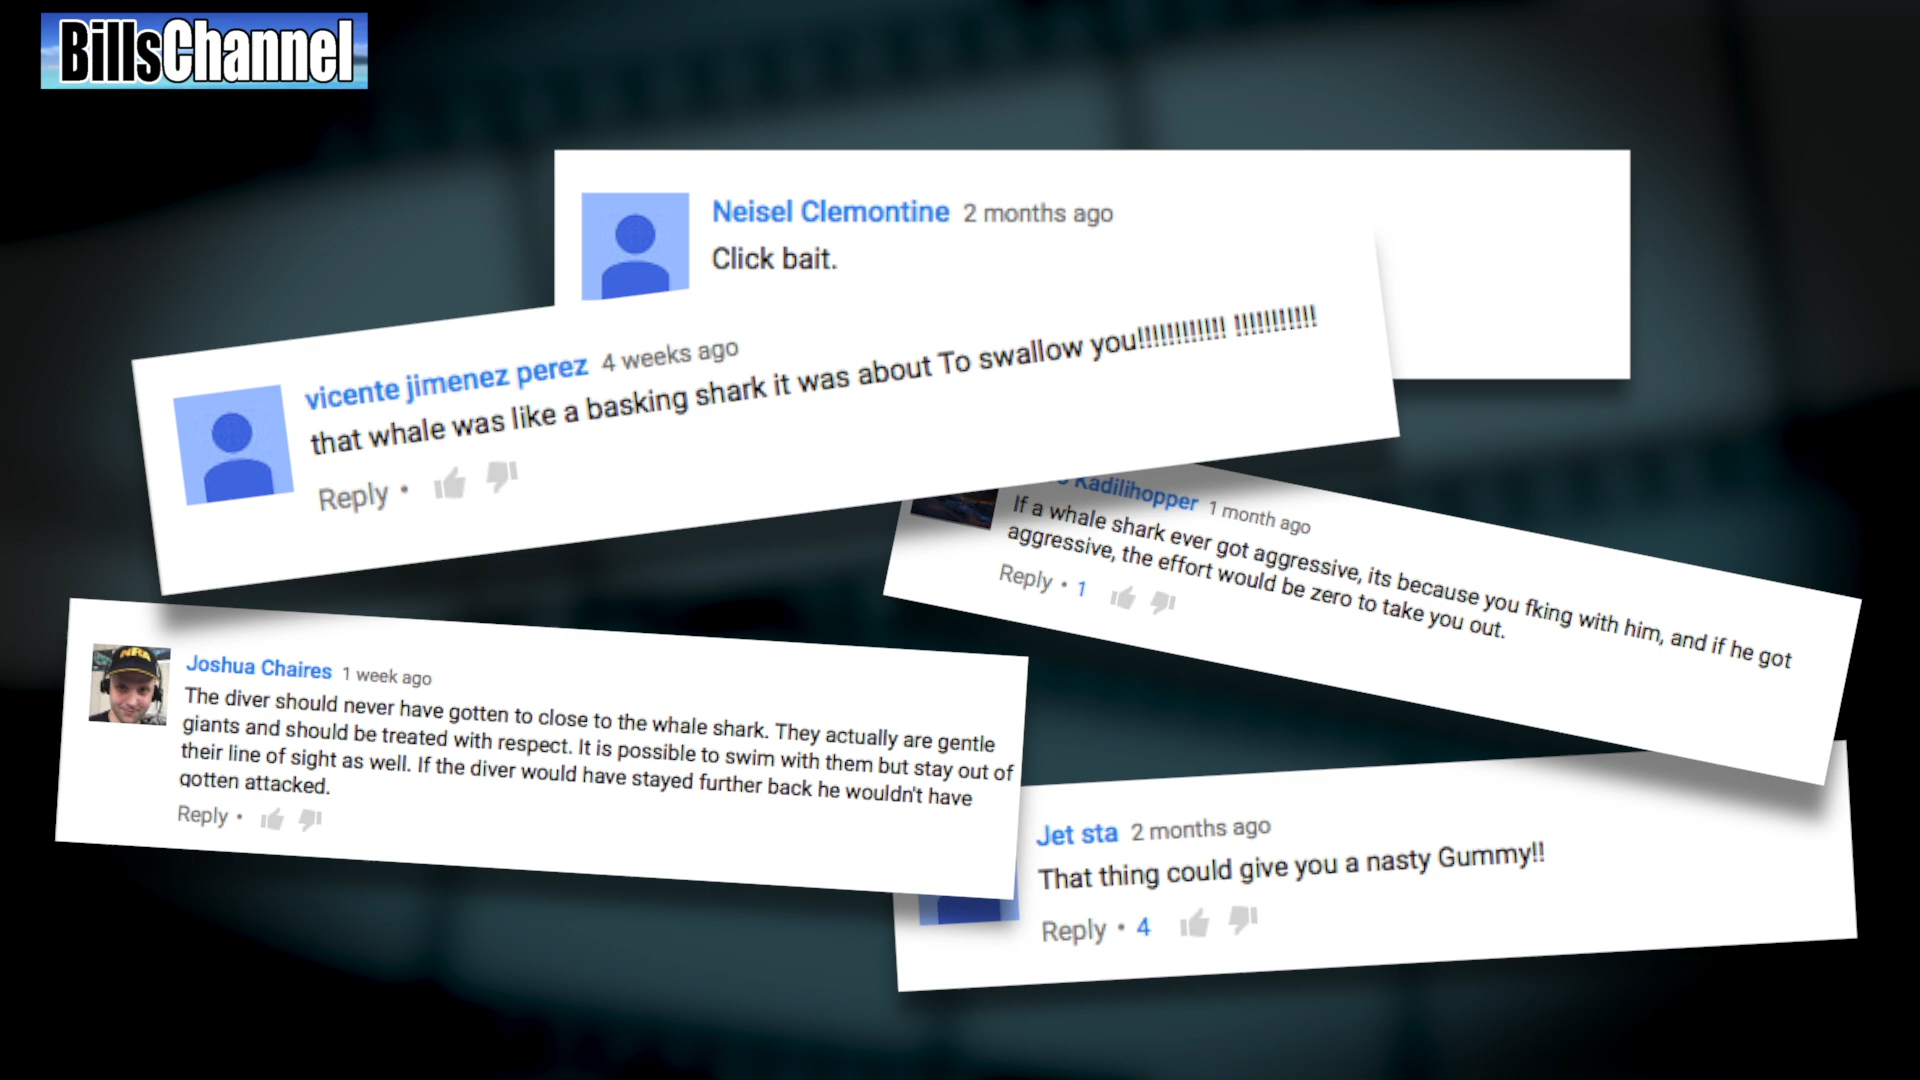 BillsChannel
Neisel Clemontine 2 months ago
Click bait.
vicente jimenez perez 4 weeks ago
that whale was like a basking shark it was about To swallow you!!!!!!!!!!!! !!!!!!!!!!!
Reply •
Kadilihopper 1 month ago
If a whale shark ever got aggressive, its because you fking with him, and if he got
aggressive, the effort would be zero to take you out.
Reply • 1
NRA
Joshua Chaires 1 week ago
The diver should never have gotten to close to the whale shark. They actually are gentle
giants and should be treated with respect. It is possible to swim with them but stay out of
their line of sight as well. If the diver would have stayed further back he wouldn't have
gotten attacked.
Reply •
Jet sta 2 months ago
That thing could give you a nasty Gummy!!
Reply • 4